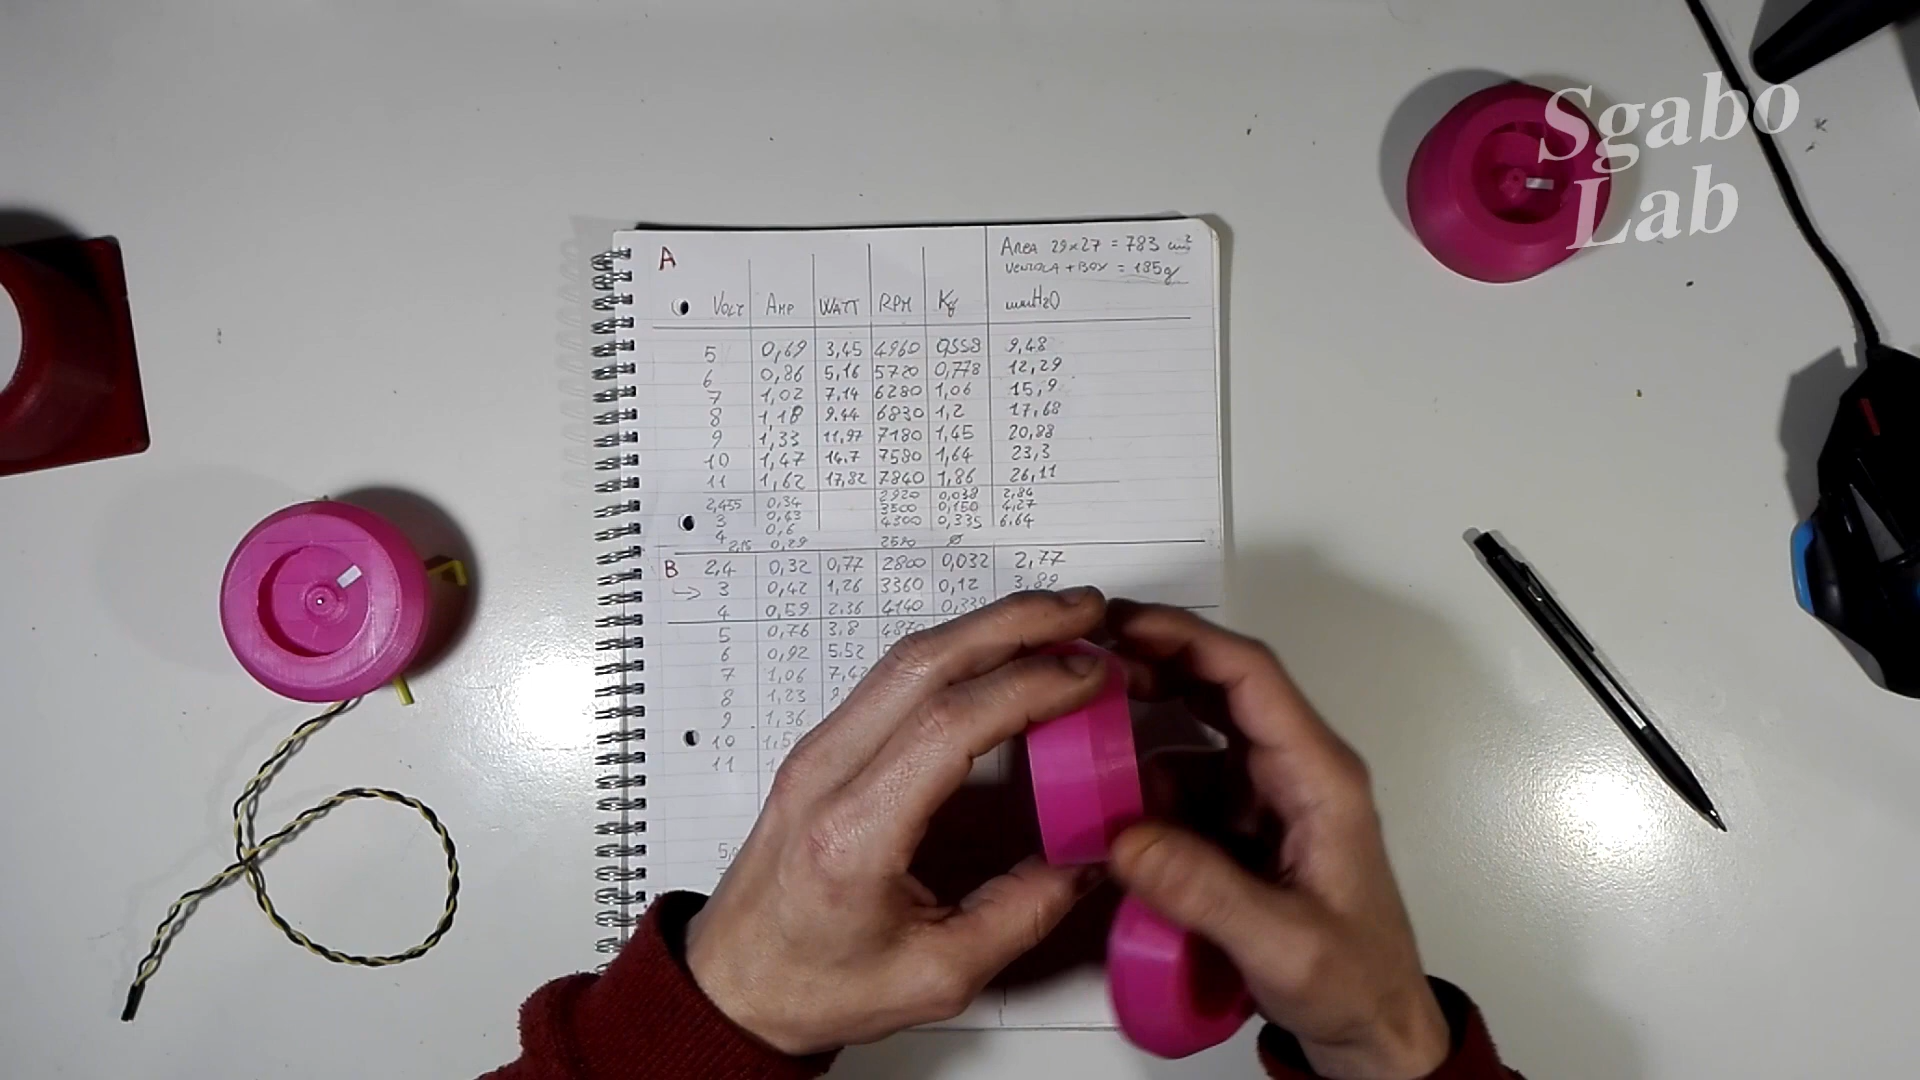 Sgabo
Lab
A
AREA 29x27 = 783 cm²
VENTOLA + BOX = 185g
VOLT AMP WATT RPM Kg mmH2O
5 0,69 3,45 4960 0,558 9,48
6 0,86 5,16 5720 0,778 12,29
7 1,02 7,14 6280 1,06 15,9
8 1,18 9.44 6830 1,2 17,68
9 1,33 11,97 7180 1,45 20,88
10 1,47 14.7 7580 1,64 23,3
11 1,62 17,82 7840 1,86 26,11
2,455 0,34 2920 0,038 2,84
3 0,43 3500 0,150 4,27
4 0,6 4300 0,335 6.64
2,15 0,29 2590 ø
B 2,4 0,32 0,77 2800 0,032 2,77
→ 3 0,42 1,26 3360 0,12 3,89
4 0,59 2.36 4140
5 0,76 3,8
6 0,92 5,52
7 1,06
8 1,23
9 1,36
10
11